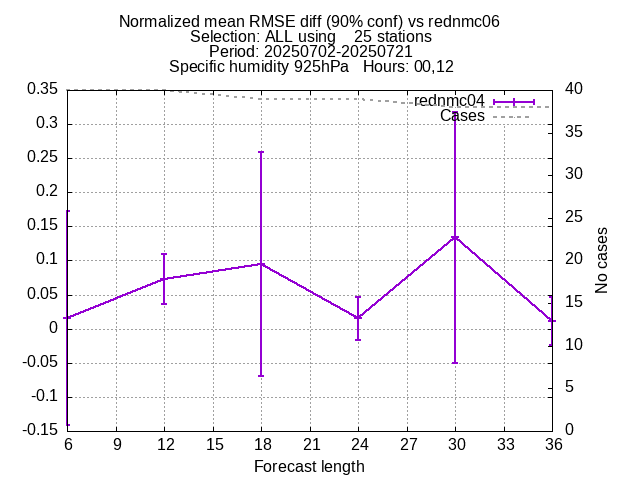 Normalized mean RMSE diff (90% conf) vs rednmc06
Selection: ALL using    25 stations
Period: 20250702-20250721
Specific humidity 925hPa   Hours: 00,12
0.35
0.3
0.25
0.2
0.15
0.1
0.05
0
-0.05
-0.1
-0.15
rednmc04
Cases
40
35
30
25
20
15
10
5
0
No cases
6 9 12 15 18 21 24 27 30 33 36
Forecast length